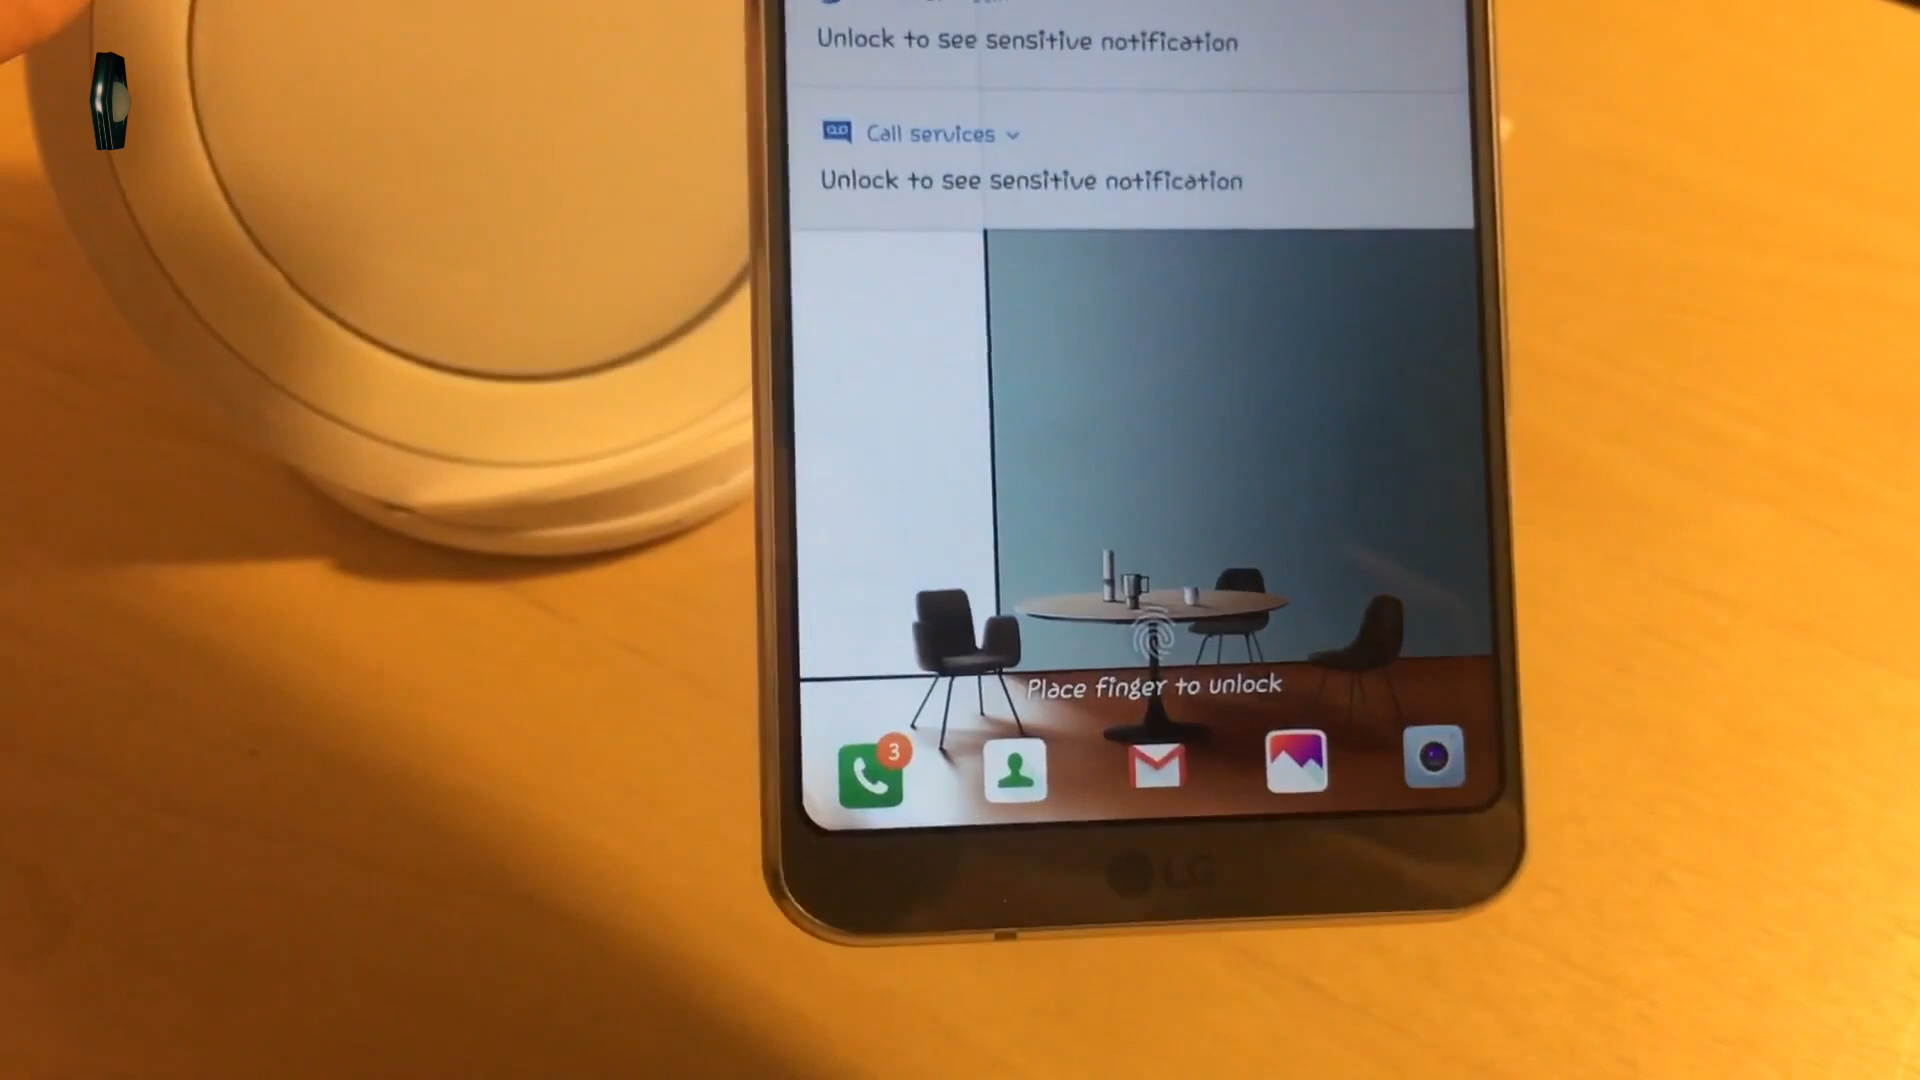 Unlock to see sensitive notification
Call services
Unlock to see sensitive notification
Place finger to unlock
3
LG